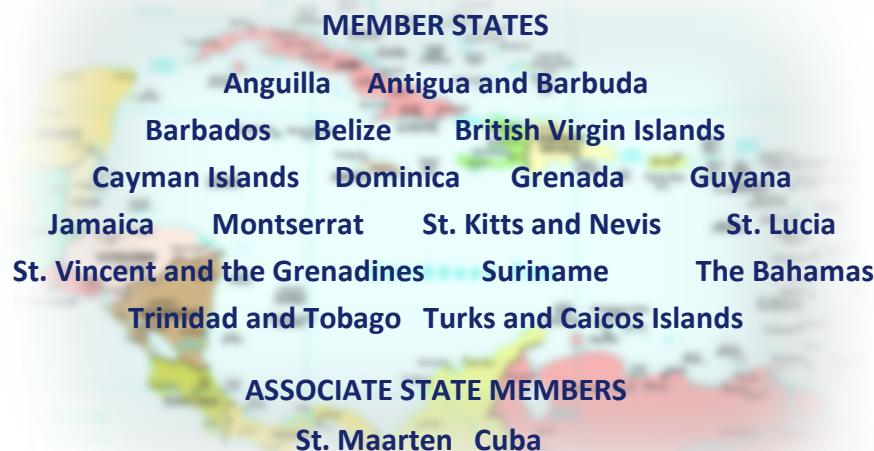 MEMBER STATES
Anguilla Antigua and Barbuda
Barbados Belize British Virgin Islands
Cayman Islands Dominica Grenada Guyana
Jamaica Montserrat St. Kitts and Nevis St. Lucia
St. Vincent and the Grenadines Suriname The Bahamas
Trinidad and Tobago Turks and Caicos Islands
ASSOCIATE STATE MEMBERS
St. Maarten Cuba